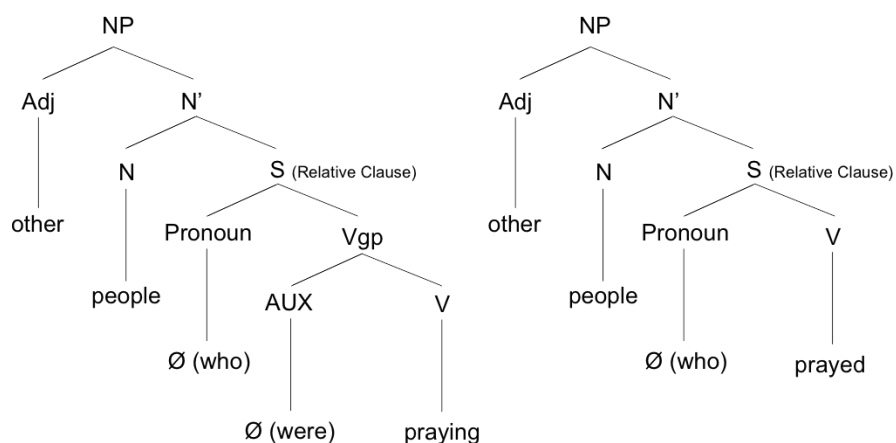 NP NP
Adj N’ Adj N’
N S (Relative Clause) N S (Relative Clause)
other Pronoun Vgp other Pronoun V
people AUX V people
Ø (who) Ø (who) prayed
Ø (were) praying